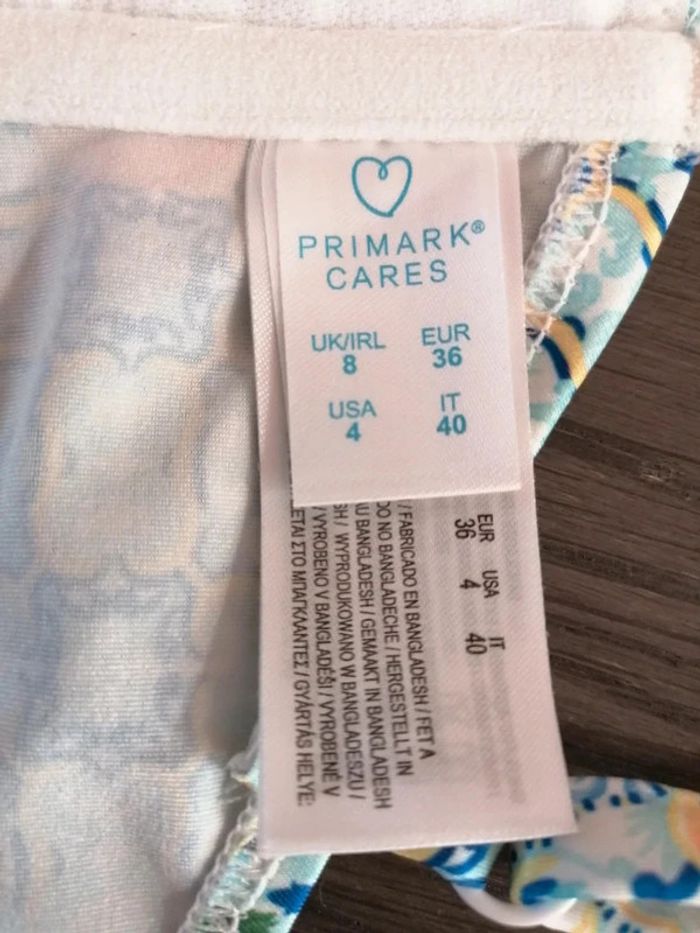 PRIMARK®
CARES
UK/IRL EUR
8 36
USA IT
4 40
EUR USA IT
36 4 40
/ FABRICADO EN BANGLADESH / FET A
DO NO BANGLADECHE / HERGESTELLT IN
U BANGLADESH / GEMAAKT IN BANGLADESH
SH / WYPRODUKOWANO W BANGLADESZU /
/ VYROBENO V BANGLADÉŠI / VYROBENÉ V
ΕΤΑΙ ΣΤΟ ΜΠΑΓΚΛΑΝΤΕΣ / GYÁRTÁS HELYE: